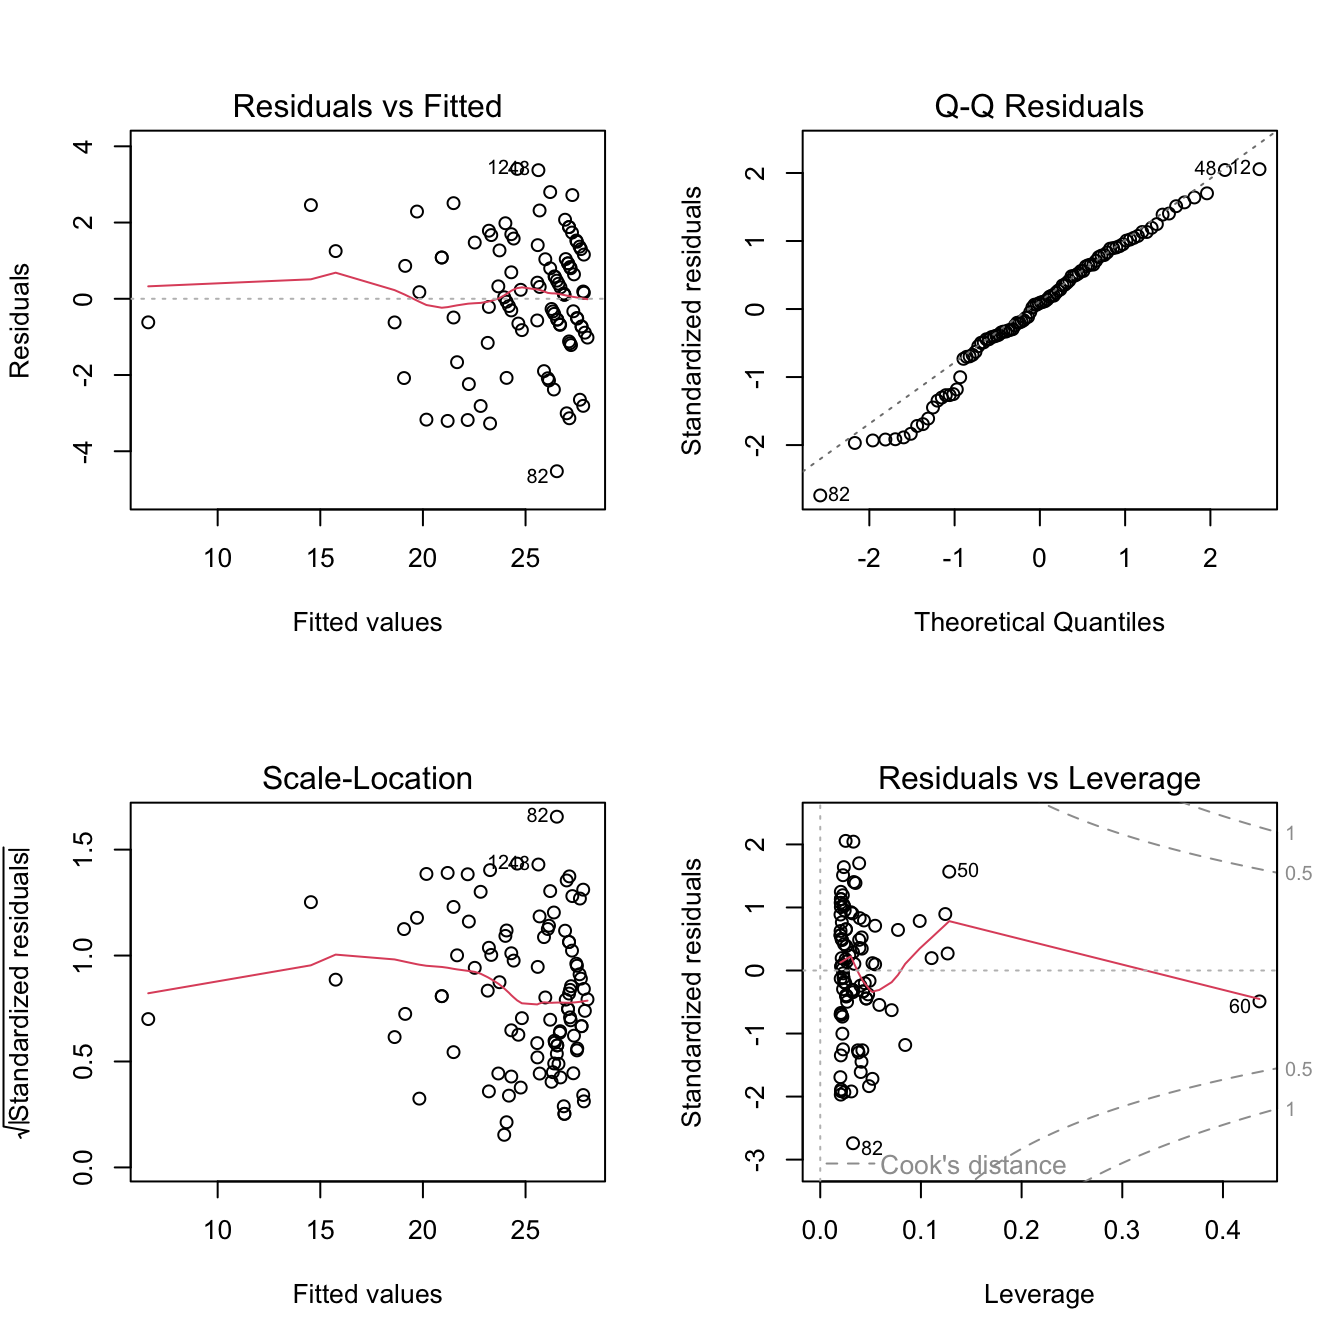 Residuals vs Fitted
Residuals
4
2
0
-2
-4
12
48
82
10 15 20 25
Fitted values
Q-Q Residuals
Standardized residuals
2
1
0
-1
-2
48
12
82
-2 -1 0 1 2
Theoretical Quantiles
Scale-Location
√|Standardized residuals|
1.5
1.0
0.5
0.0
82
12
48
10 15 20 25
Fitted values
Residuals vs Leverage
Standardized residuals
2
1
0
-1
-2
-3
50
60
82
1
0.5
0.5
1
Cook's distance
0.0 0.1 0.2 0.3 0.4
Leverage